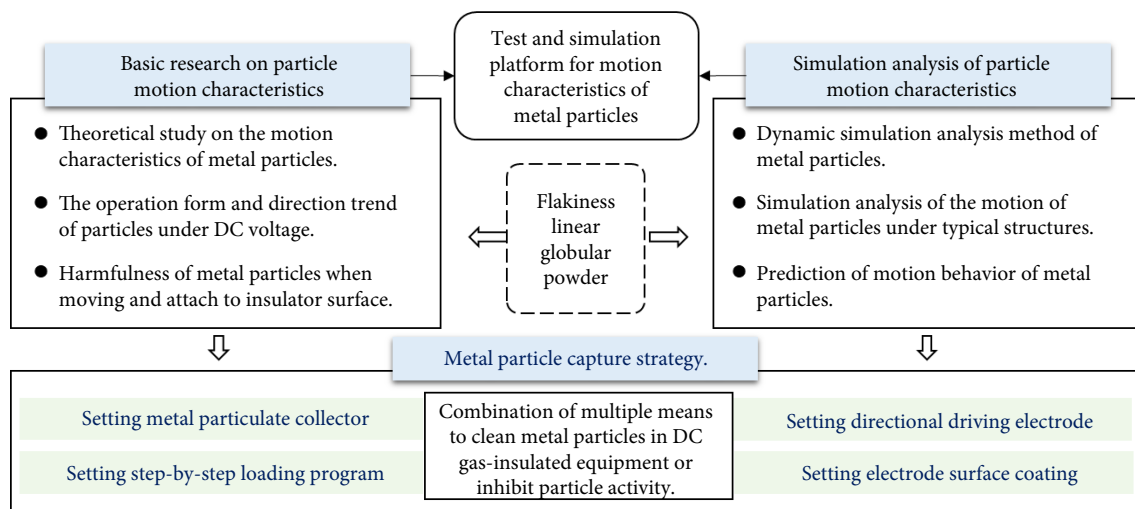 Basic research on particle
motion characteristics
Test and simulation
platform for motion
characteristics of
metal particles
Simulation analysis of particle
motion characteristics
● Theoretical study on the motion
characteristics of metal particles.
● The operation form and direction trend
of particles under DC voltage.
● Harmfulness of metal particles when
moving and attach to insulator surface.
Flakiness
linear
globular
powder
● Dynamic simulation analysis method of
metal particles.
● Simulation analysis of the motion of
metal particles under typical structures.
● Prediction of motion behavior of metal
particles.
Metal particle capture strategy.
Setting metal particulate collector
Setting step-by-step loading program
Combination of multiple means
to clean metal particles in DC
gas-insulated equipment or
inhibit particle activity.
Setting directional driving electrode
Setting electrode surface coating